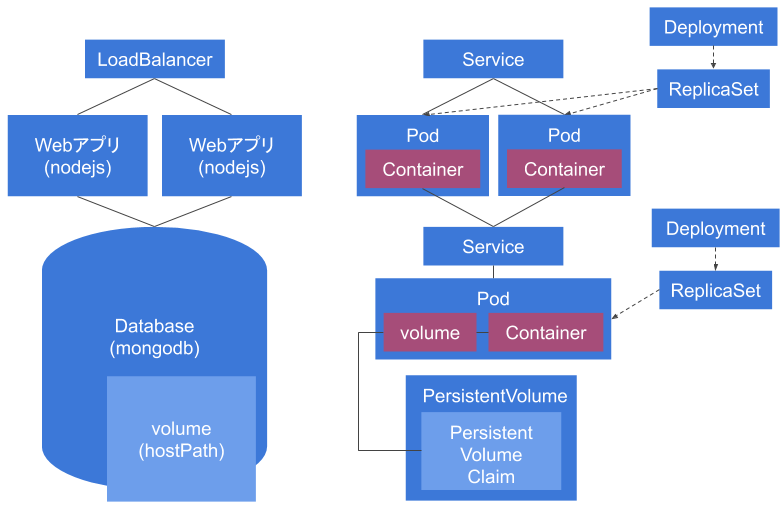 LoadBalancer
Webアプリ
(nodejs)
Webアプリ
(nodejs)
Database
(mongodb)
volume
(hostPath)
Service
Deployment
ReplicaSet
Pod
Container
Pod
Container
Service
Deployment
ReplicaSet
Pod
volume
Container
PersistentVolume
Persistent
Volume
Claim